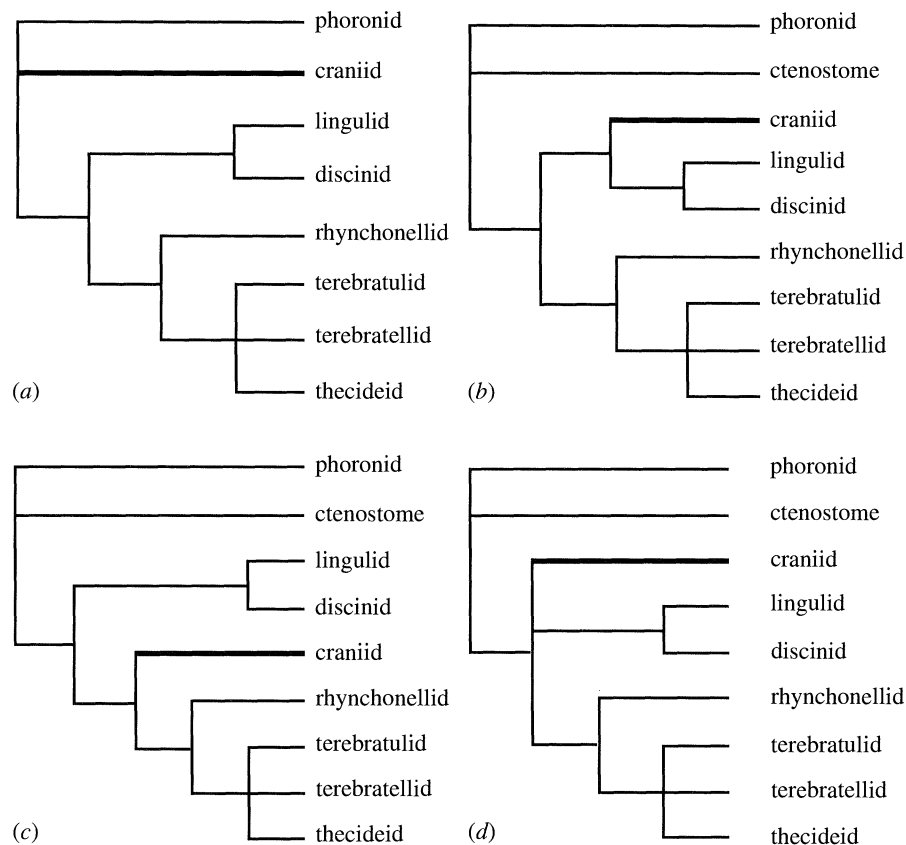 phoronid
craniid
lingulid
discinid
rhynchonellid
terebratulid
terebratellid
thecideid
(a)
phoronid
ctenostome
craniid
lingulid
discinid
rhynchonellid
terebratulid
terebratellid
thecideid
(b)
phoronid
ctenostome
lingulid
discinid
craniid
rhynchonellid
terebratulid
terebratellid
thecideid
(c)
phoronid
ctenostome
craniid
lingulid
discinid
rhynchonellid
terebratulid
terebratellid
thecideid
(d)